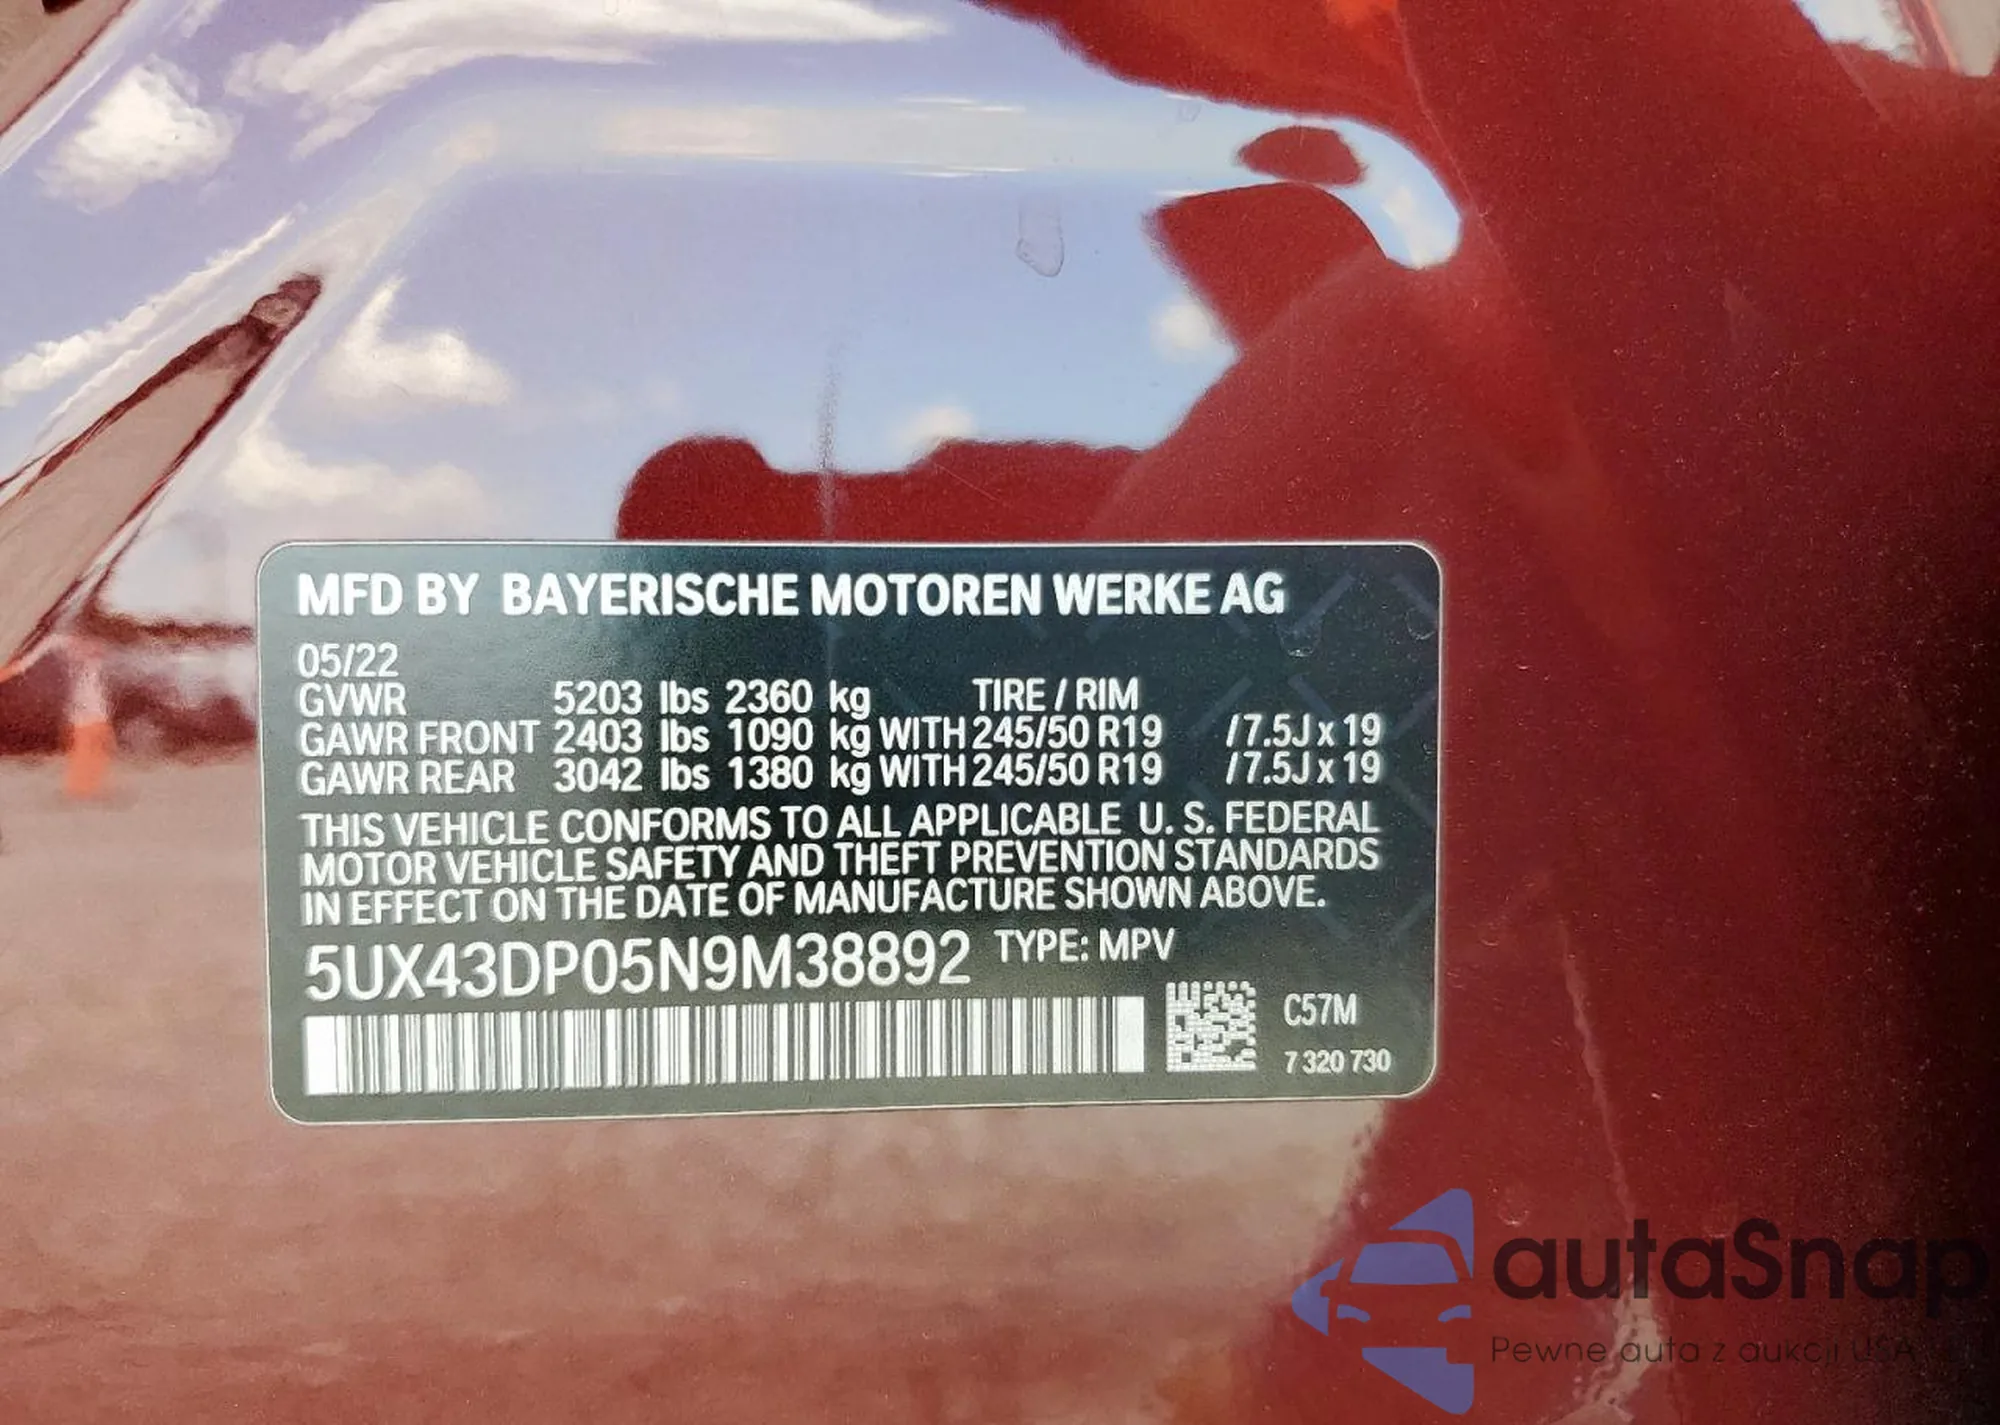 MFD BY BAYERISCHE MOTOREN WERKE AG
05/22
GVWR 5203 lbs 2360 kg TIRE / RIM
GAWR FRONT 2403 lbs 1090 kg WITH 245/50 R19 /7.5J x 19
GAWR REAR 3042 lbs 1380 kg WITH 245/50 R19 /7.5J x 19
THIS VEHICLE CONFORMS TO ALL APPLICABLE U. S. FEDERAL
MOTOR VEHICLE SAFETY AND THEFT PREVENTION STANDARDS
IN EFFECT ON THE DATE OF MANUFACTURE SHOWN ABOVE.
5UX43DP05N9M38892 TYPE: MPV
C57M
7 320 730
autaSnap
Pewne auta z aukcji USA